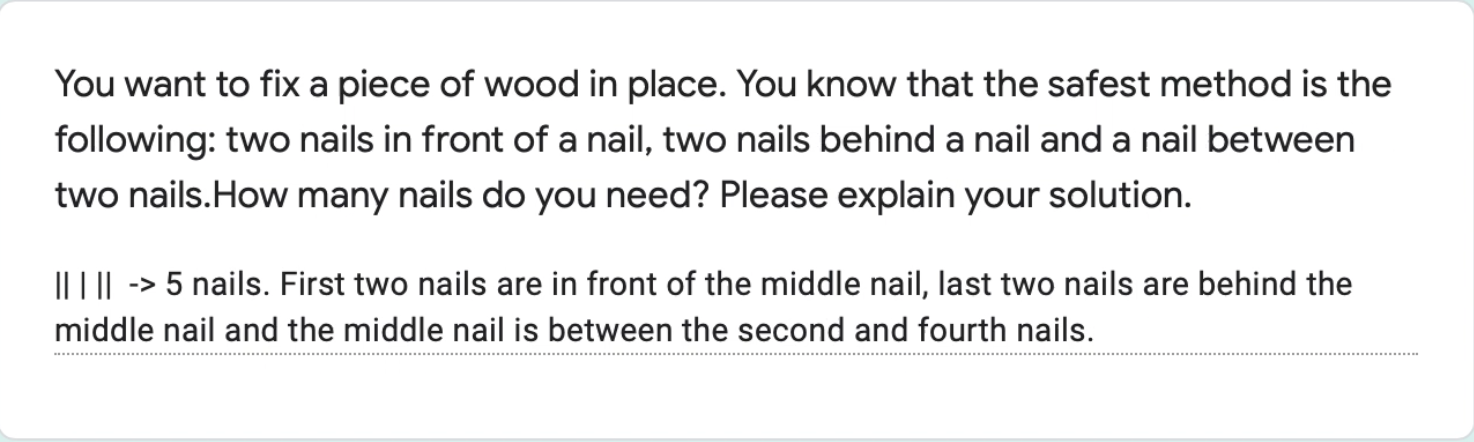 You want to fix a piece of wood in place. You know that the safest method is the
following: two nails in front of a nail, two nails behind a nail and a nail between
two nails.How many nails do you need? Please explain your solution.
|| | || -> 5 nails. First two nails are in front of the middle nail, last two nails are behind the
middle nail and the middle nail is between the second and fourth nails.